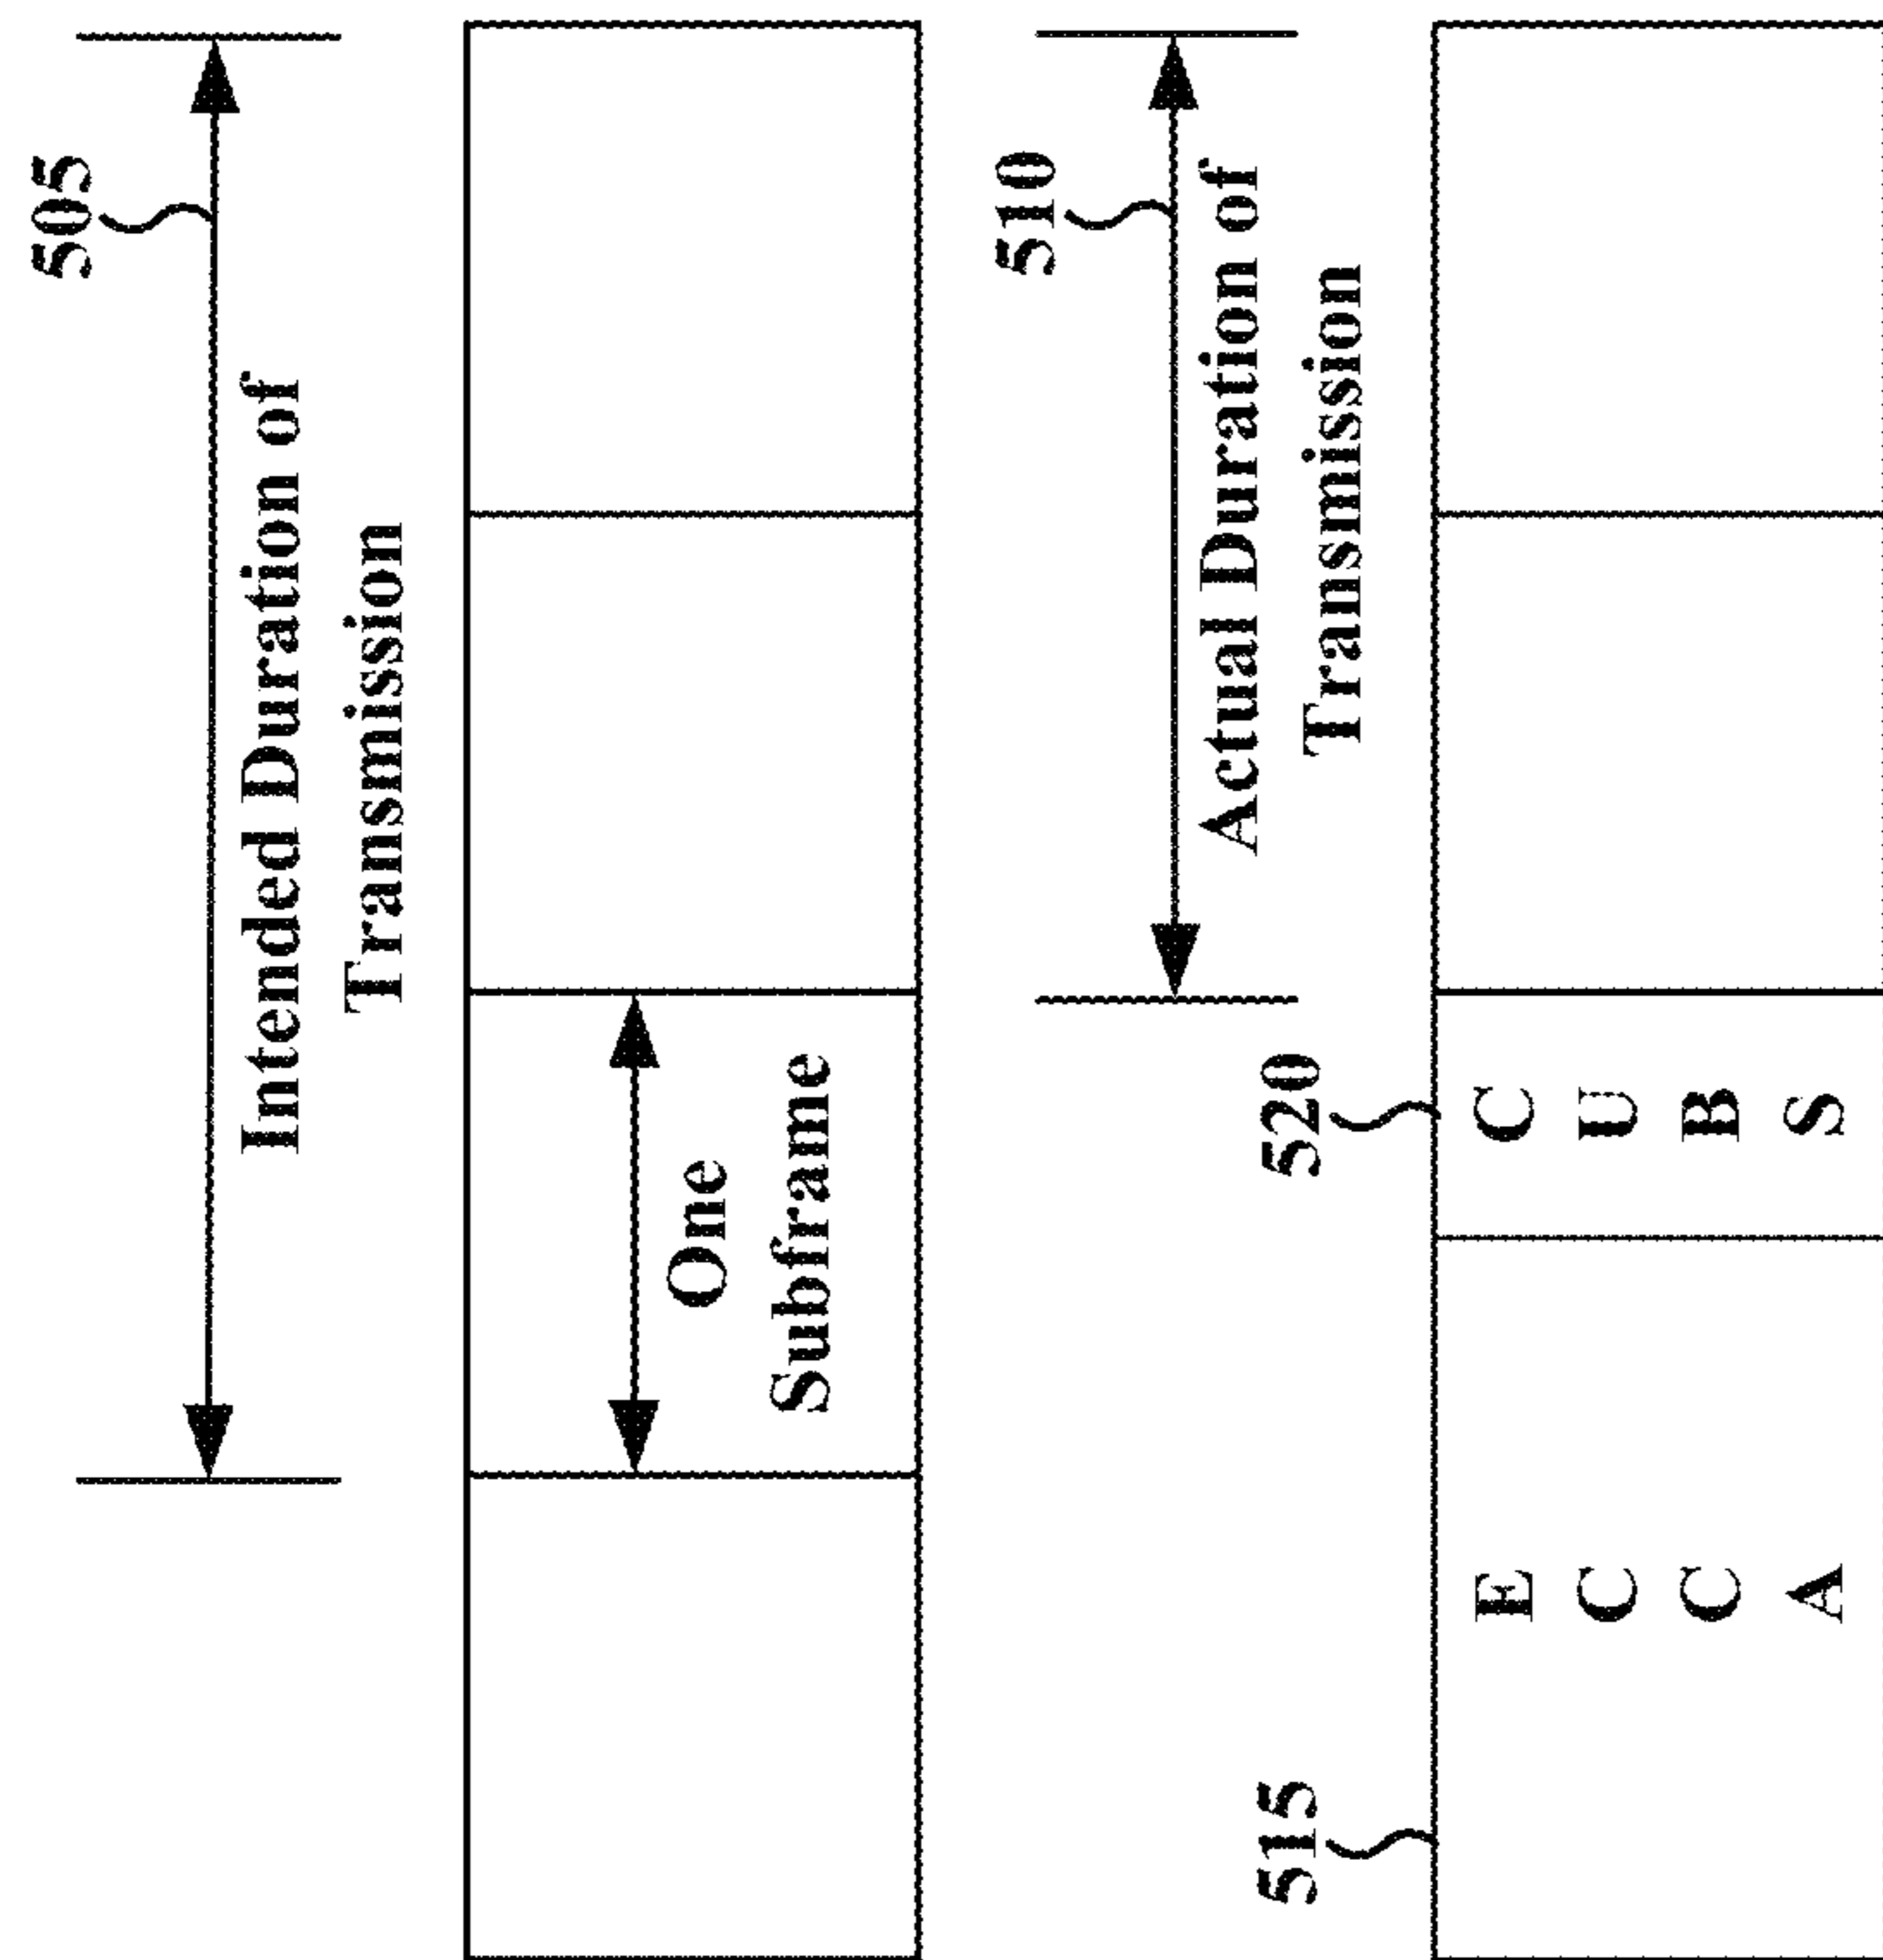 505
Intended Duration of
Transmission
One
Subframe
510
Actual Duration of
Transmission
515
520
E
C
C
A
C
U
B
S